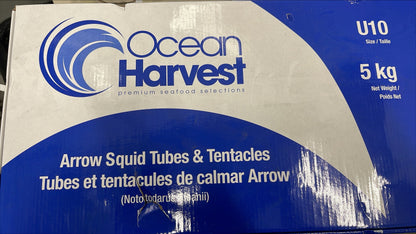 Ocean
Harvest
premium seafood selections
U10
Size / Taille
5 kg
Net Weight /
Poids Net
Arrow Squid Tubes & Tentacles
Tubes et tentacules de calmar Arrow